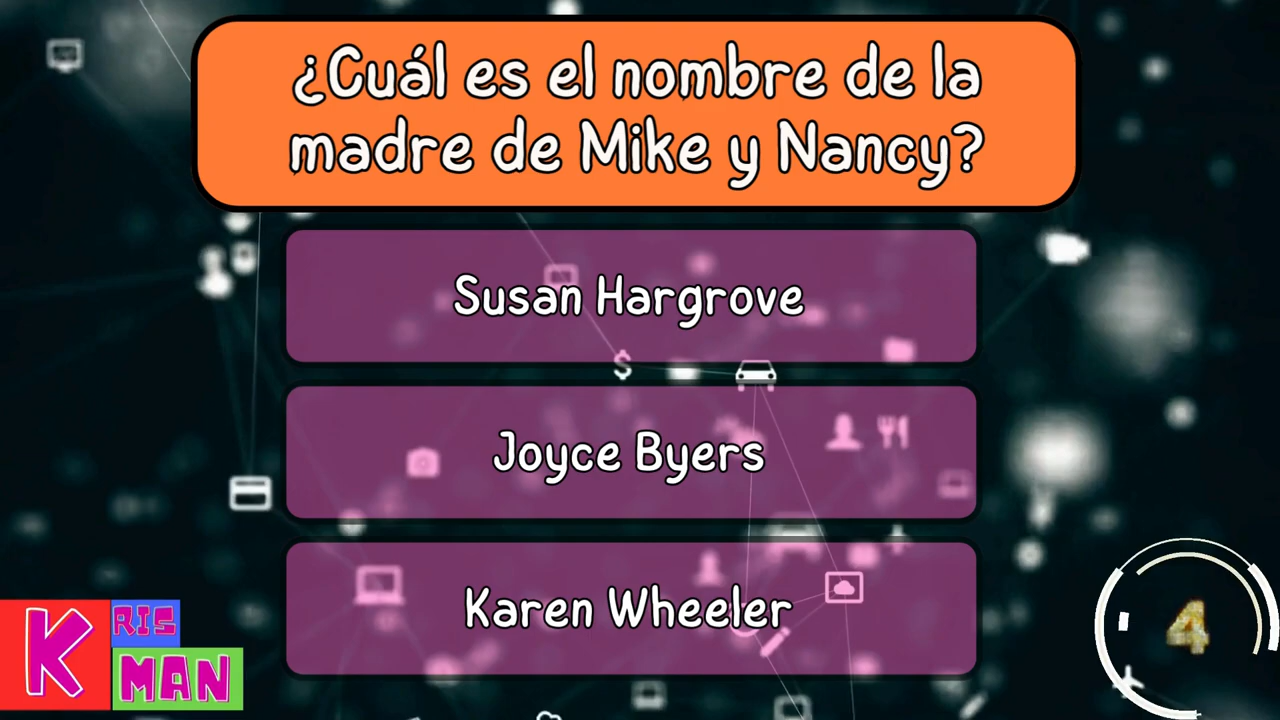 ¿Cuál es el nombre de la
madre de Mike y Nancy?
Susan Hargrove
Joyce Byers
Karen Wheeler
K RIS
MAN
4